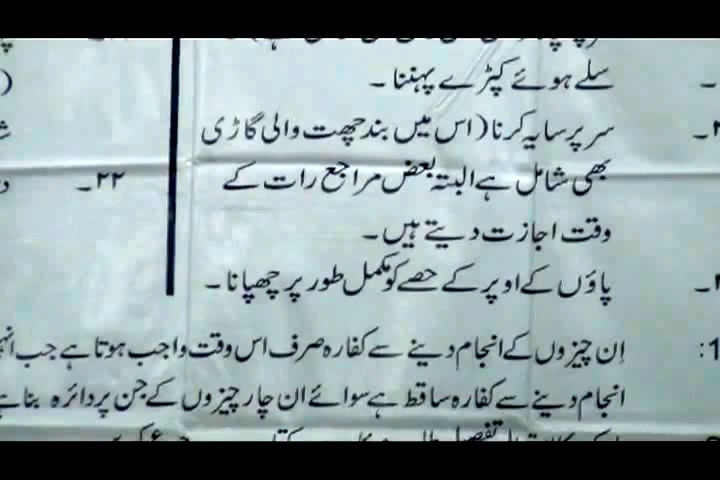 سلے ہوئے کپڑے پہننا ۔
سر پر سایہ کرنا (اس میں بند چھت والی گاڑی
بھی شامل ہے البتہ بعض مراجع رات کے
وقت اجازت دیتے ہیں۔
۲۲۔
پاؤں کے اوپر کے حصے کو مکمل طور پر چھپانا ۔
1: اِن چیزوں کے انجام دینے سے کفارہ صرف اس وقت واجب ہوتا ہے جب
انجام دینے سے کفارہ ساقط ہے سوائے ان چار چیزوں کے جن پر دائرہ بنا